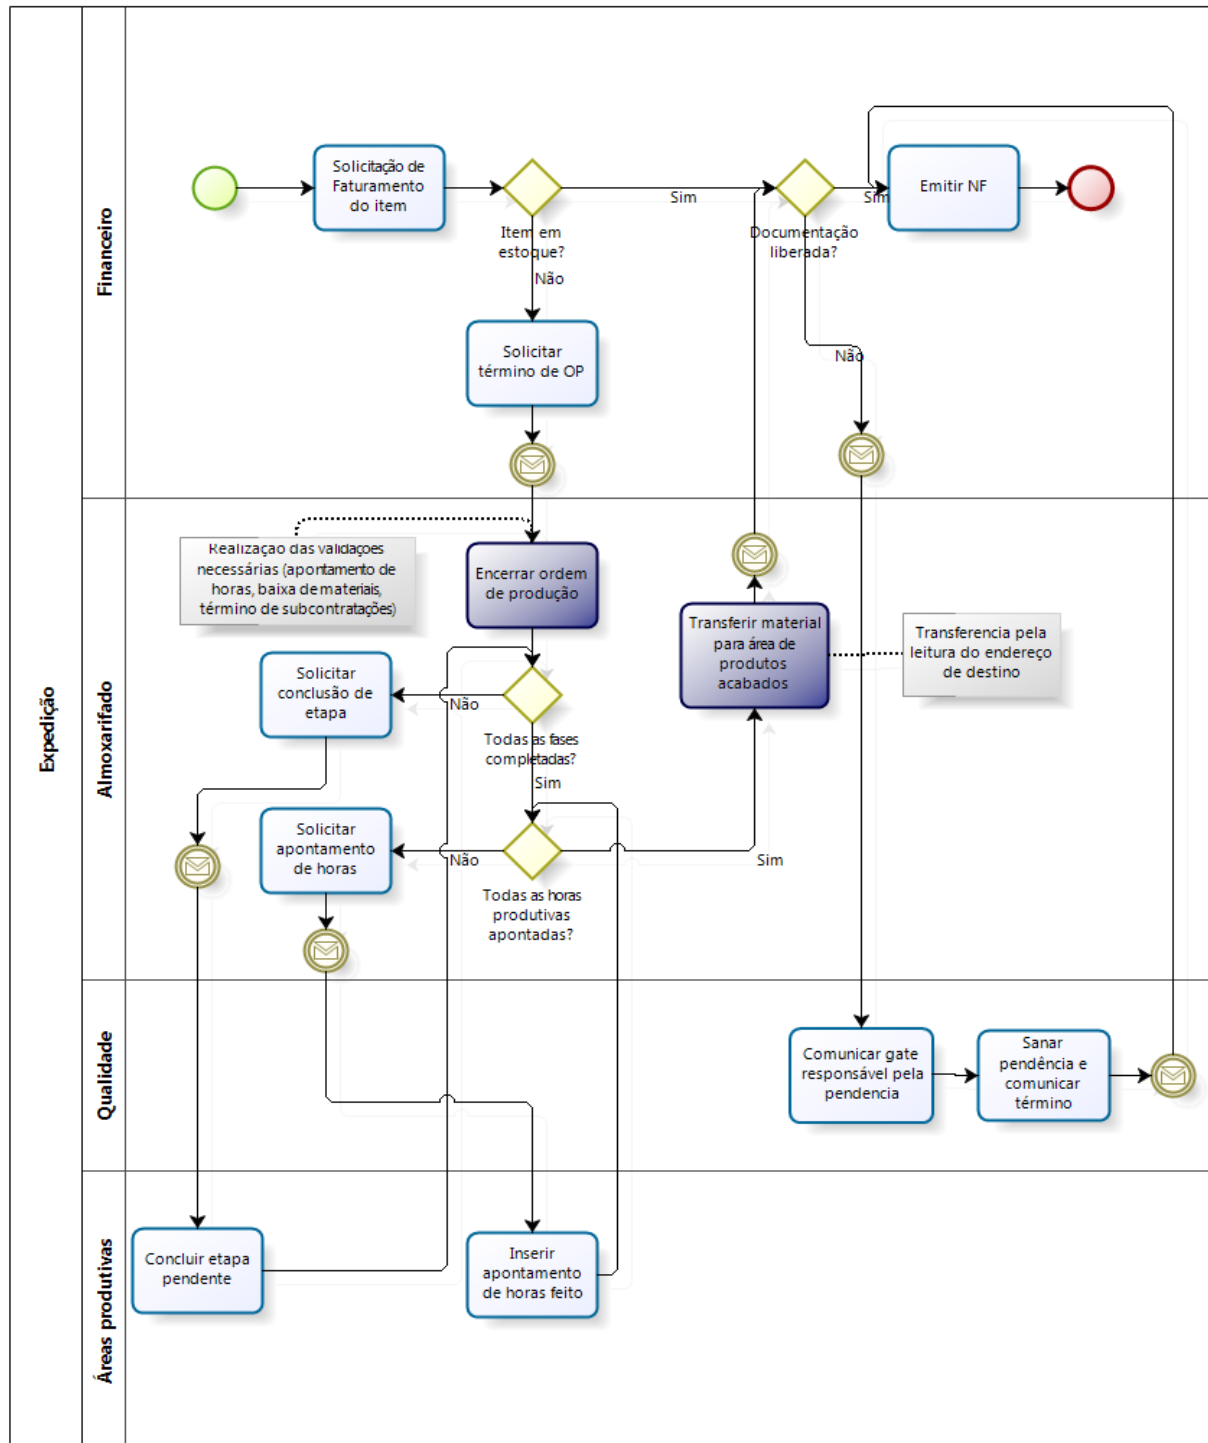 Expedição
Financeiro
Solicitação de
Faturamento
do item
Item em
estoque?
Sim
Não
Documentação
liberada?
Sim
Não
Emitir NF
Solicitar
término de OP
Almoxarifado
Realização das validações
necessárias (apontamento de
horas, baixa de materiais,
término de subcontratações)
Encerrar ordem
de produção
Transferir material
para área de
produtos
acabados
Transferencia pela
leitura do endereço
de destino
Solicitar
conclusão de
etapa
Não
Todas as fases
completadas?
Sim
Solicitar
apontamento
de horas
Não
Sim
Todas as horas
produtivas
apontadas?
Qualidade
Comunicar gate
responsável pela
pendencia
Sanar
pendência e
comunicar
término
Áreas produtivas
Concluir etapa
pendente
Inserir
apontamento
de horas feito